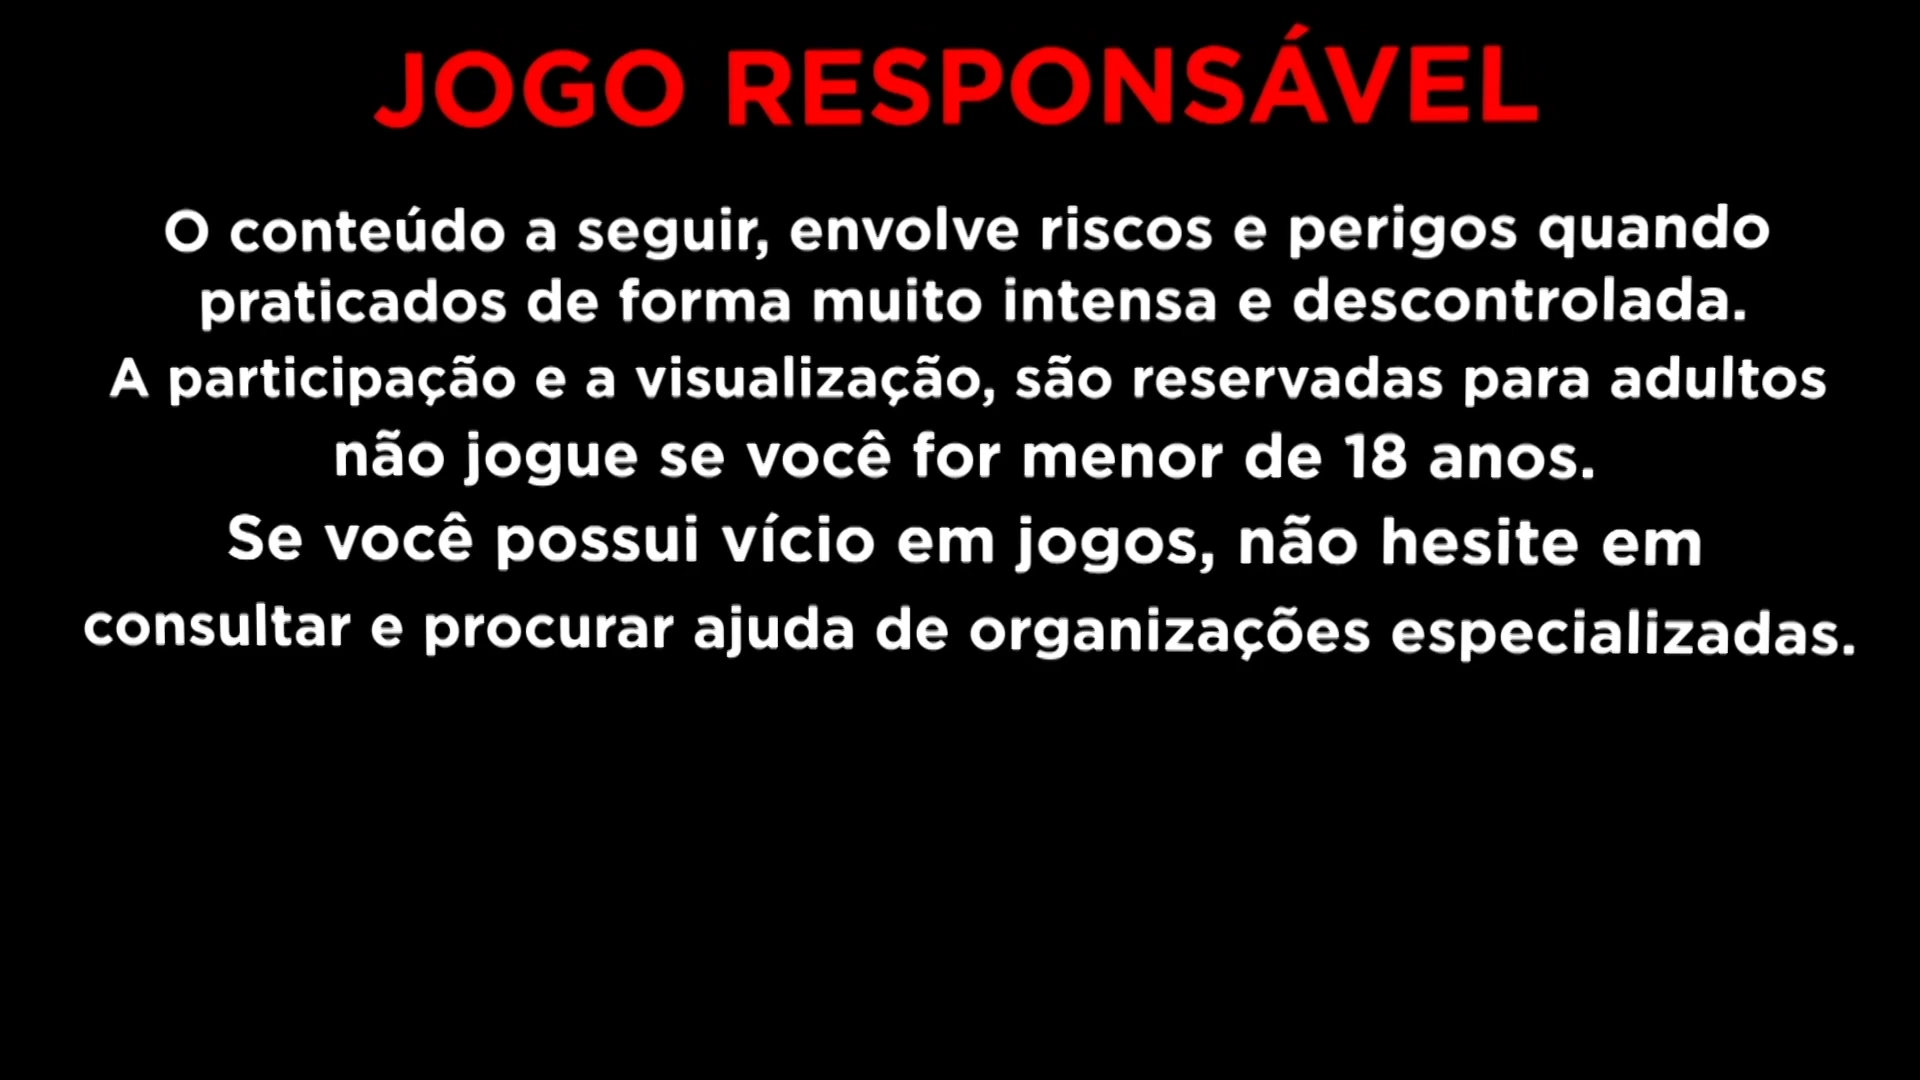 JOGO RESPONSÁVEL
O conteúdo a seguir, envolve riscos e perigos quando
praticados de forma muito intensa e descontrolada.
A participação e a visualização, são reservadas para adultos
não jogue se você for menor de 18 anos.
Se você possui vício em jogos, não hesite em
consultar e procurar ajuda de organizações especializadas.